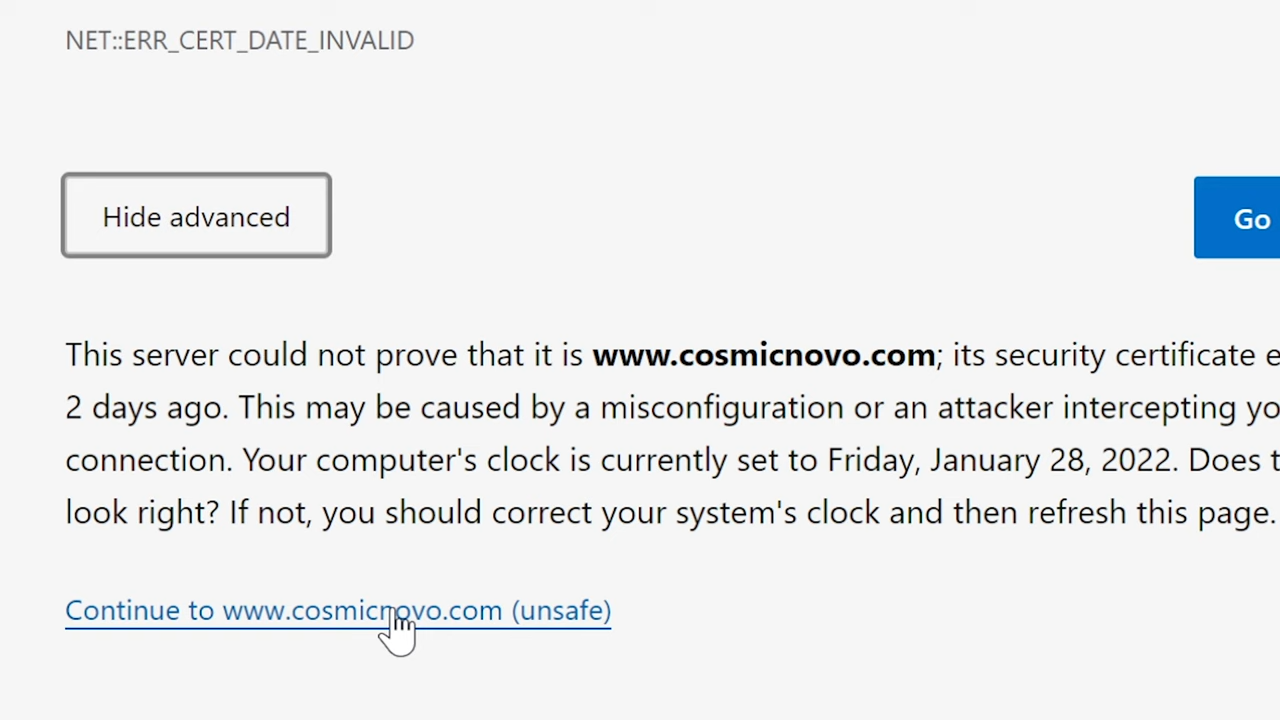 NET::ERR_CERT_DATE_INVALID
Hide advanced
Go
This server could not prove that it is www.cosmicnovo.com; its security certificate
2 days ago. This may be caused by a misconfiguration or an attacker intercepting
connection. Your computer's clock is currently set to Friday, January 28, 2022. Does
look right? If not, you should correct your system's clock and then refresh this page.
Continue to www.cosmicnovo.com (unsafe)